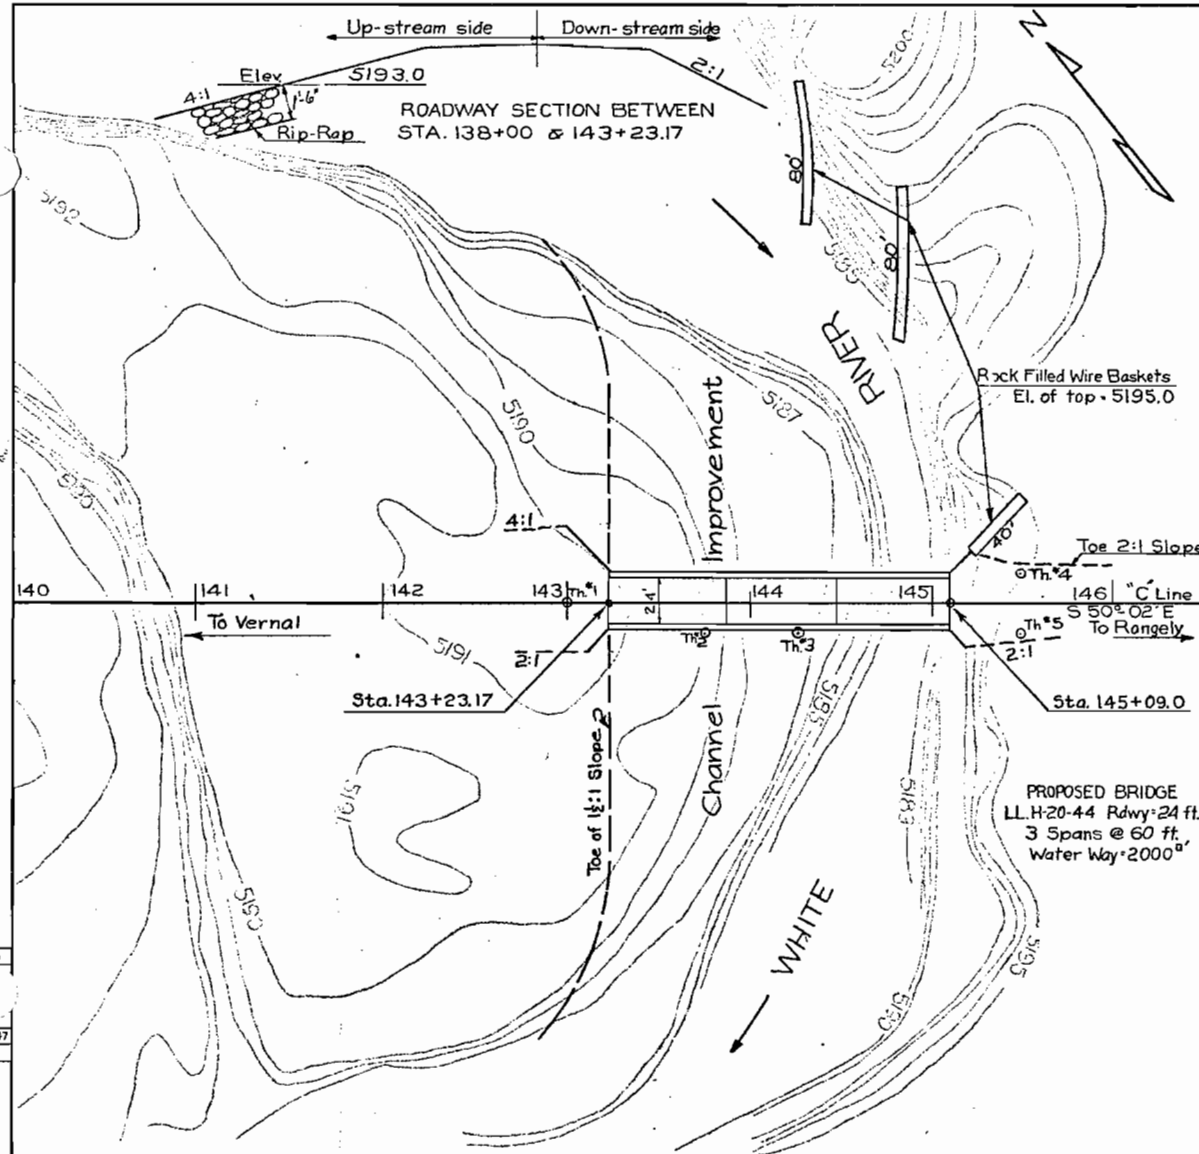 Up-stream side
Down-stream side
N
5200
Elev. 5193.0
4:1
2:1
1'-6"
Rip-Rap
ROADWAY SECTION BETWEEN
STA. 138+00 & 143+23.17
5192
80'
80'
5195
RIVER
Rock Filled Wire Baskets
El. of top - 5195.0
5190
5187
Improvement
5190
4:1
40'
Toe 2:1 Slope
Th.#4
140
141
142
143
Th.#1
24'
144
145
146
"C" Line
S 50° 02' E
To Vernal
To Rangely
Th.#2
Th.#3
Th.#5
2:1
2:1
5191
Sta. 143+23.17
Sta. 145+09.0
5195
Toe of 1½:1 Slope
Channel
5183
5191
PROPOSED BRIDGE
LL.H-20-44 Rdwy=24 ft.
3 Spans @ 60 ft.
Water Way=2000□'
5190
WHITE
5195
5190